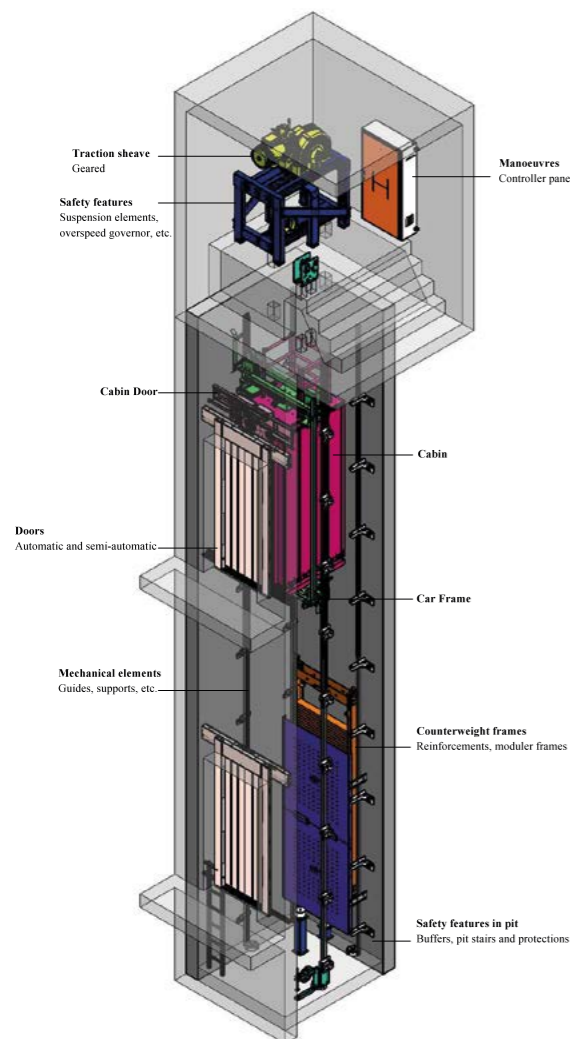 Traction sheave
Geared
Manoeuvres
Controller pane
Safety features
Suspension elements,
overspeed governor, etc.
Cabin Door
Cabin
Doors
Automatic and semi-automatic
Car Frame
Mechanical elements
Guides, supports, etc.
Counterweight frames
Reinforcements, moduler frames
Safety features in pit
Buffers, pit stairs and protections